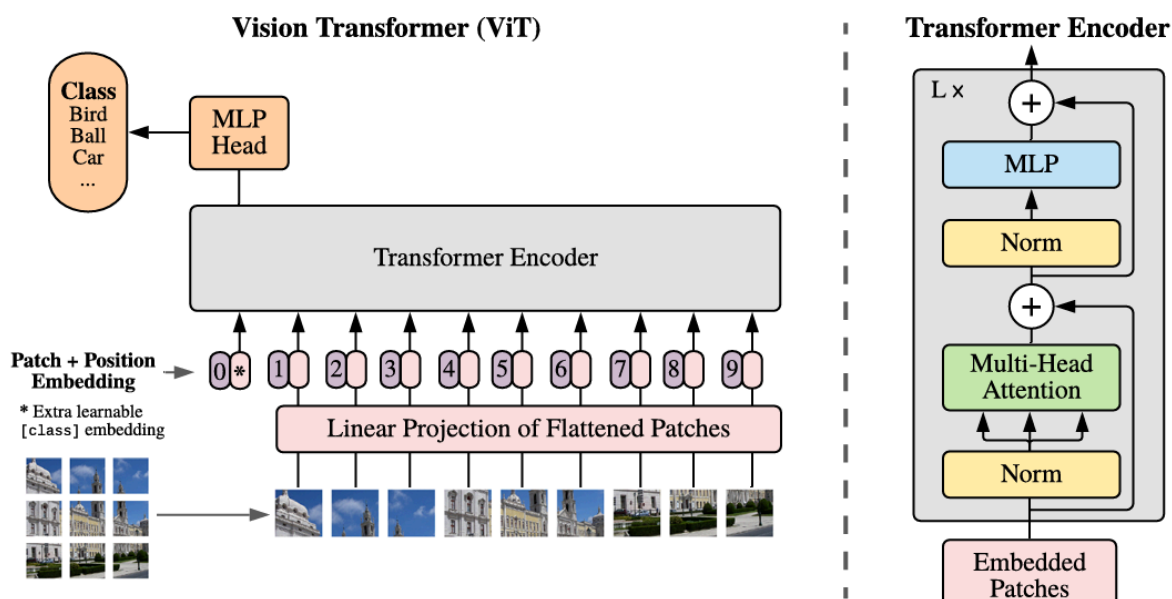 Vision Transformer (ViT)
Class
Bird
Ball
Car
...
MLP
Head
Transformer Encoder
Patch + Position
Embedding
0 * 1 2 3 4 5 6 7 8 9
* Extra learnable
[class] embedding
Linear Projection of Flattened Patches
Transformer Encoder
L ×
+
MLP
Norm
+
Multi-Head
Attention
Norm
Embedded
Patches